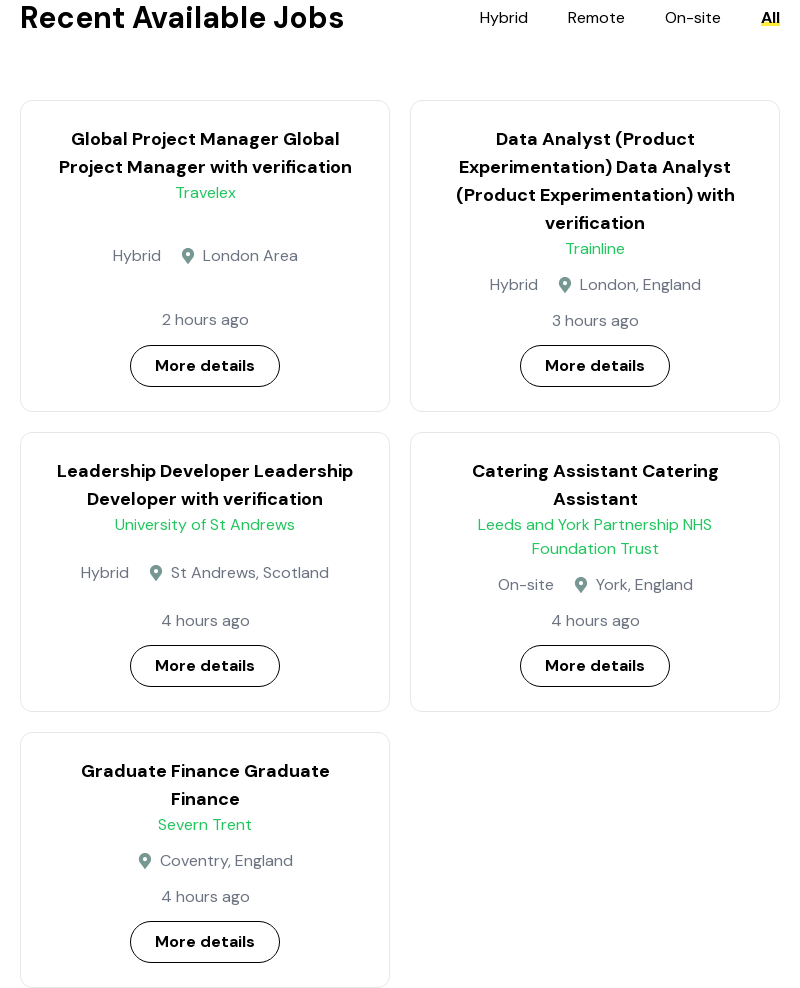 Recent Available Jobs
Hybrid Remote On-site All
Global Project Manager Global
Project Manager with verification
Travelex
Hybrid London Area
2 hours ago
More details
Data Analyst (Product
Experimentation) Data Analyst
(Product Experimentation) with
verification
Trainline
Hybrid London, England
3 hours ago
More details
Leadership Developer Leadership
Developer with verification
University of St Andrews
Hybrid St Andrews, Scotland
4 hours ago
More details
Catering Assistant Catering
Assistant
Leeds and York Partnership NHS
Foundation Trust
On-site York, England
4 hours ago
More details
Graduate Finance Graduate
Finance
Severn Trent
Coventry, England
4 hours ago
More details